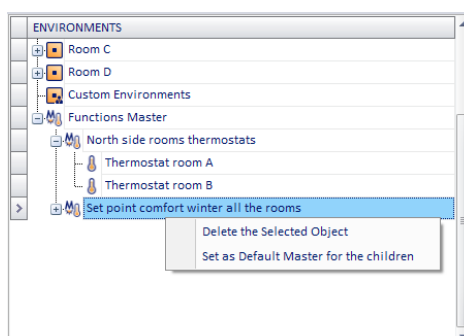 ENVIRONMENTS
Room C
Room D
Custom Environments
Functions Master
North side rooms thermostats
Thermostat room A
Thermostat room B
Set point comfort winter all the rooms
Delete the Selected Object
Set as Default Master for the children